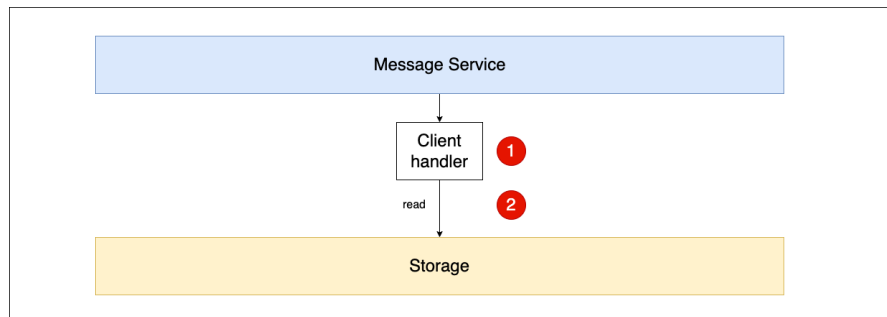 Message Service
Client
handler
1
read
2
Storage